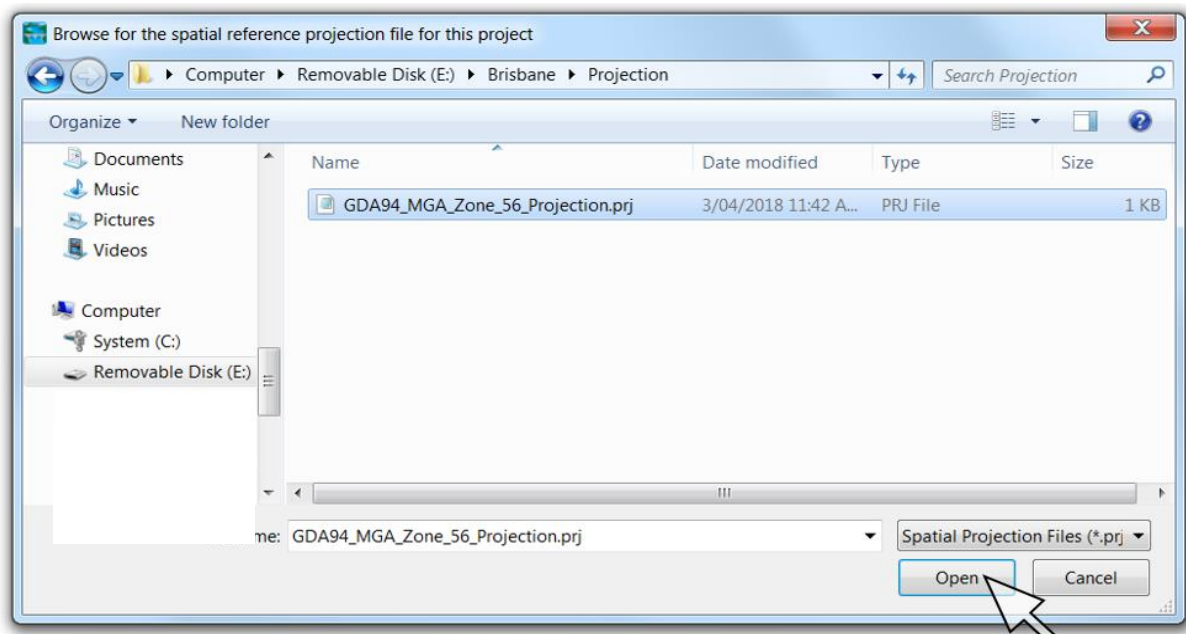 Browse for the spatial reference projection file for this project
X
Computer Removable Disk (E:) Brisbane Projection
Search Projection
Organize New folder
?
Documents
Music
Pictures
Videos
Computer
System (C:)
Removable Disk (E:)
Name Date modified Type Size
GDA94_MGA_Zone_56_Projection.prj 3/04/2018 11:42 A... PRJ File 1 KB
me: GDA94_MGA_Zone_56_Projection.prj Spatial Projection Files (*.prj
Open Cancel